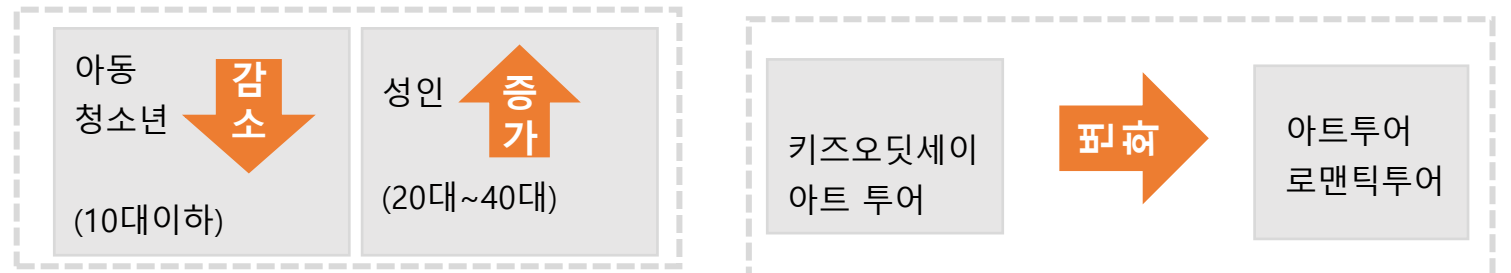 아동
청소년
감
소
(10대이하)
성인
증
가
(20대~40대)
키즈오딧세이
아트 투어
변화
아트투어
로맨틱투어